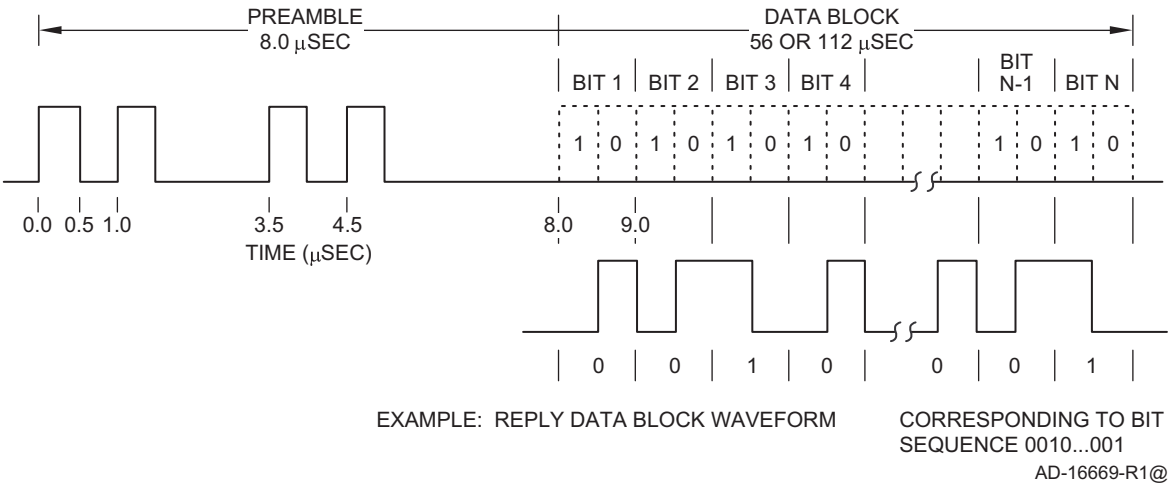 PREAMBLE
8.0 μSEC
DATA BLOCK
56 OR 112 μSEC
BIT 1 BIT 2 BIT 3 BIT 4 BIT N-1 BIT N
1 0 1 0 1 0 1 0 1 0 1 0
0.0 0.5 1.0 3.5 4.5 8.0 9.0
TIME (μSEC)
0 0 1 0 0 0 1
EXAMPLE: REPLY DATA BLOCK WAVEFORM CORRESPONDING TO BIT
SEQUENCE 0010...001
AD-16669-R1@